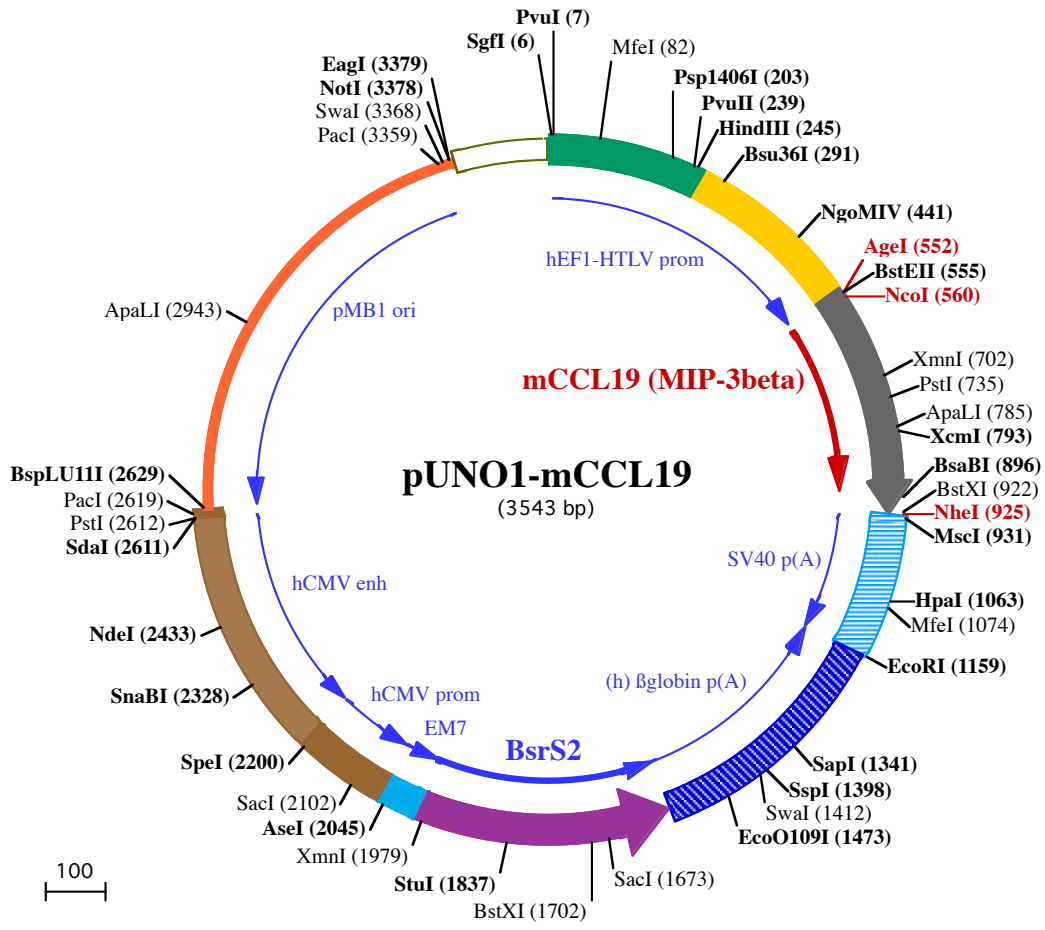 PvuI (7)
SgfI (6)
MfeI (82)
EagI (3379)
Psp1406I (203)
NotI (3378)
PvuII (239)
SwaI (3368)
HindIII (245)
PacI (3359)
Bsu36I (291)
NgoMIV (441)
AgeI (552)
hEF1-HTLV prom
BstEII (555)
NcoI (560)
ApaLI (2943)
pMB1 ori
XmnI (702)
mCCL19 (MIP-3beta)
PstI (735)
ApaLI (785)
XcmI (793)
BsaBI (896)
BspLU11I (2629)
pUNO1-mCCL19
BstXI (922)
PacI (2619)
(3543 bp)
NheI (925)
PstI (2612)
MscI (931)
SdaI (2611)
SV40 p(A)
hCMV enh
HpaI (1063)
MfeI (1074)
NdeI (2433)
EcoRI (1159)
(h) ßglobin p(A)
SnaBI (2328)
hCMV prom
EM7
BsrS2
SpeI (2200)
SapI (1341)
SspI (1398)
SacI (2102)
SwaI (1412)
AseI (2045)
EcoO109I (1473)
XmnI (1979)
100
SacI (1673)
StuI (1837)
BstXI (1702)